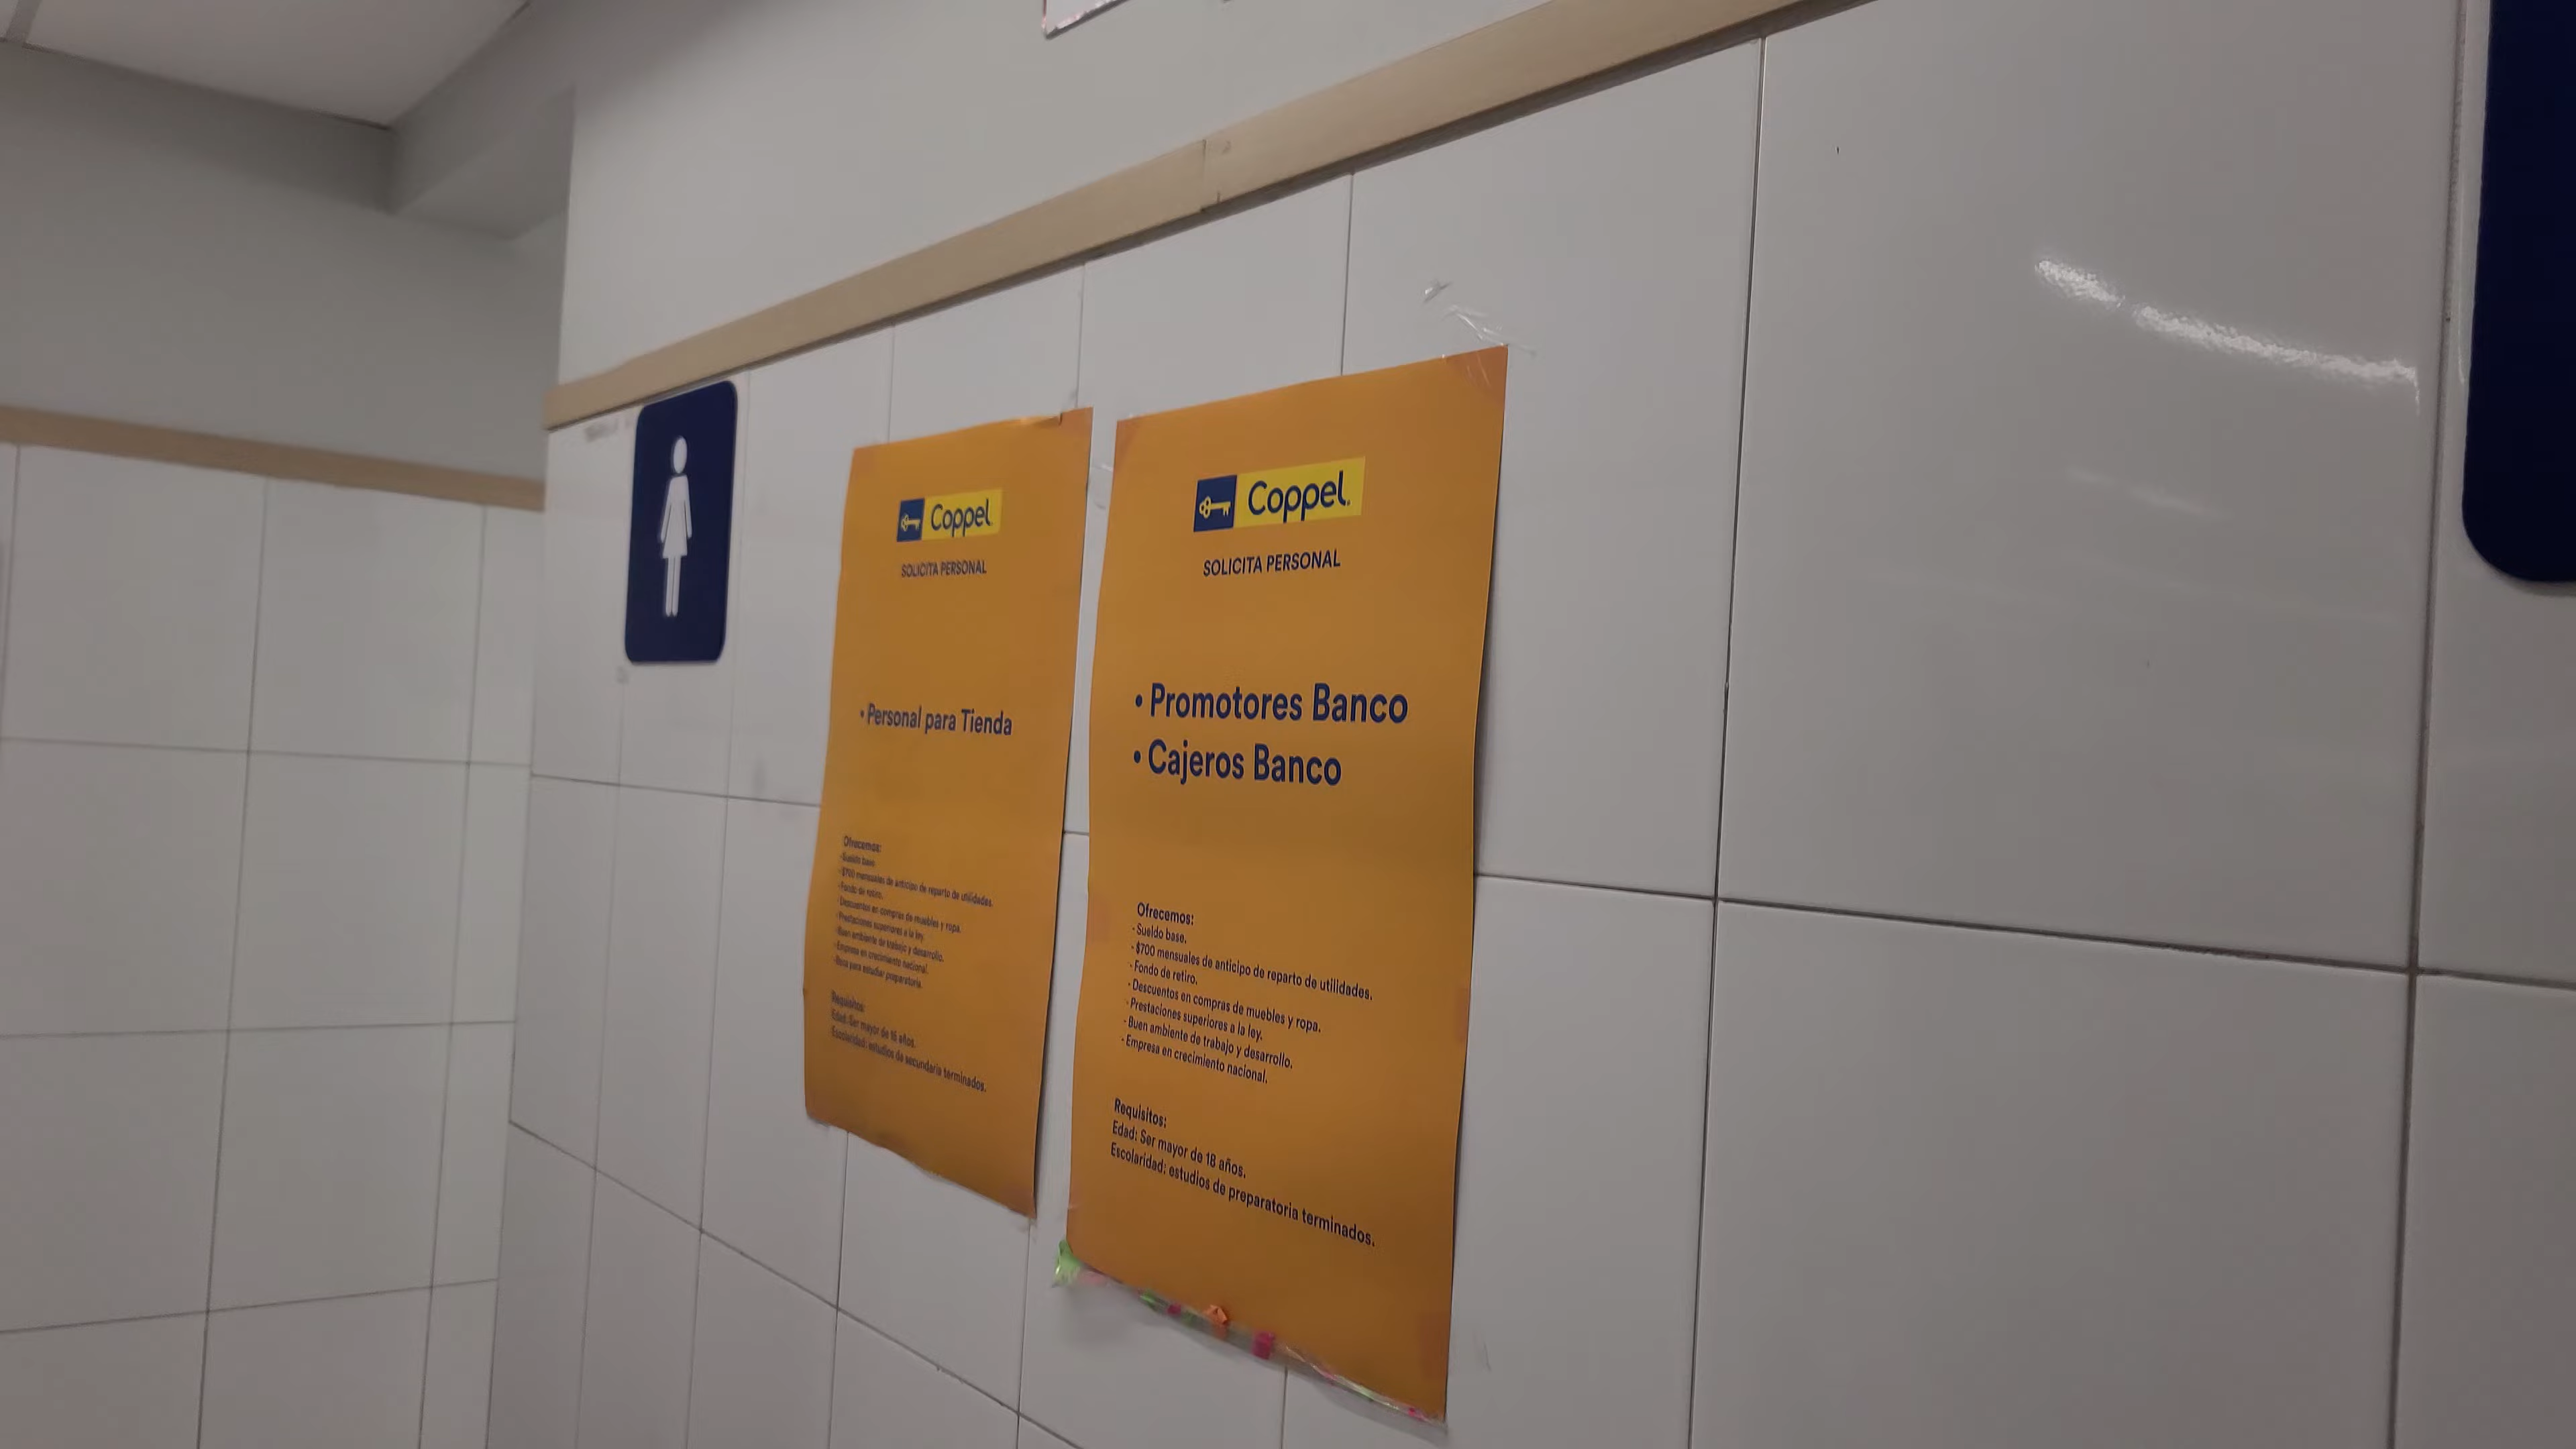 Coppel
SOLICITA PERSONAL
• Personal para Tienda
Ofrecemos:
-Sueldo base.
-$700 mensuales de anticipo de reparto de utilidades.
-Fondo de retiro.
-Descuentos en compras de muebles y ropa.
-Prestaciones superiores a la ley.
-Buen ambiente de trabajo y desarrollo.
-Empresa en crecimiento nacional.
-Beca para estudiar preparatoria.
Requisitos:
Edad: Ser mayor de años.
Escolaridad: estudios de secundaria terminados.
Coppel.
SOLICITA PERSONAL
• Promotores Banco
• Cajeros Banco
Ofrecemos:
- Sueldo base.
- $700 mensuales de anticipo de reparto de utilidades.
- Fondo de retiro.
- Descuentos en compras de muebles y ropa.
- Prestaciones superiores a la ley.
- Buen ambiente de trabajo y desarrollo.
- Empresa en crecimiento nacional.
Requisitos:
Edad: Ser mayor de 18 años.
Escolaridad: estudios de preparatoria terminados.